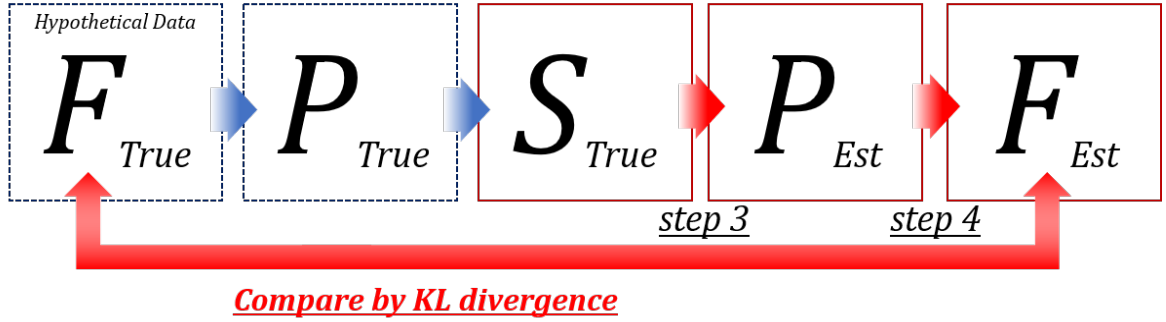 Hypothetical Data
F True P True S True P Est F Est
step 3 step 4
Compare by KL divergence